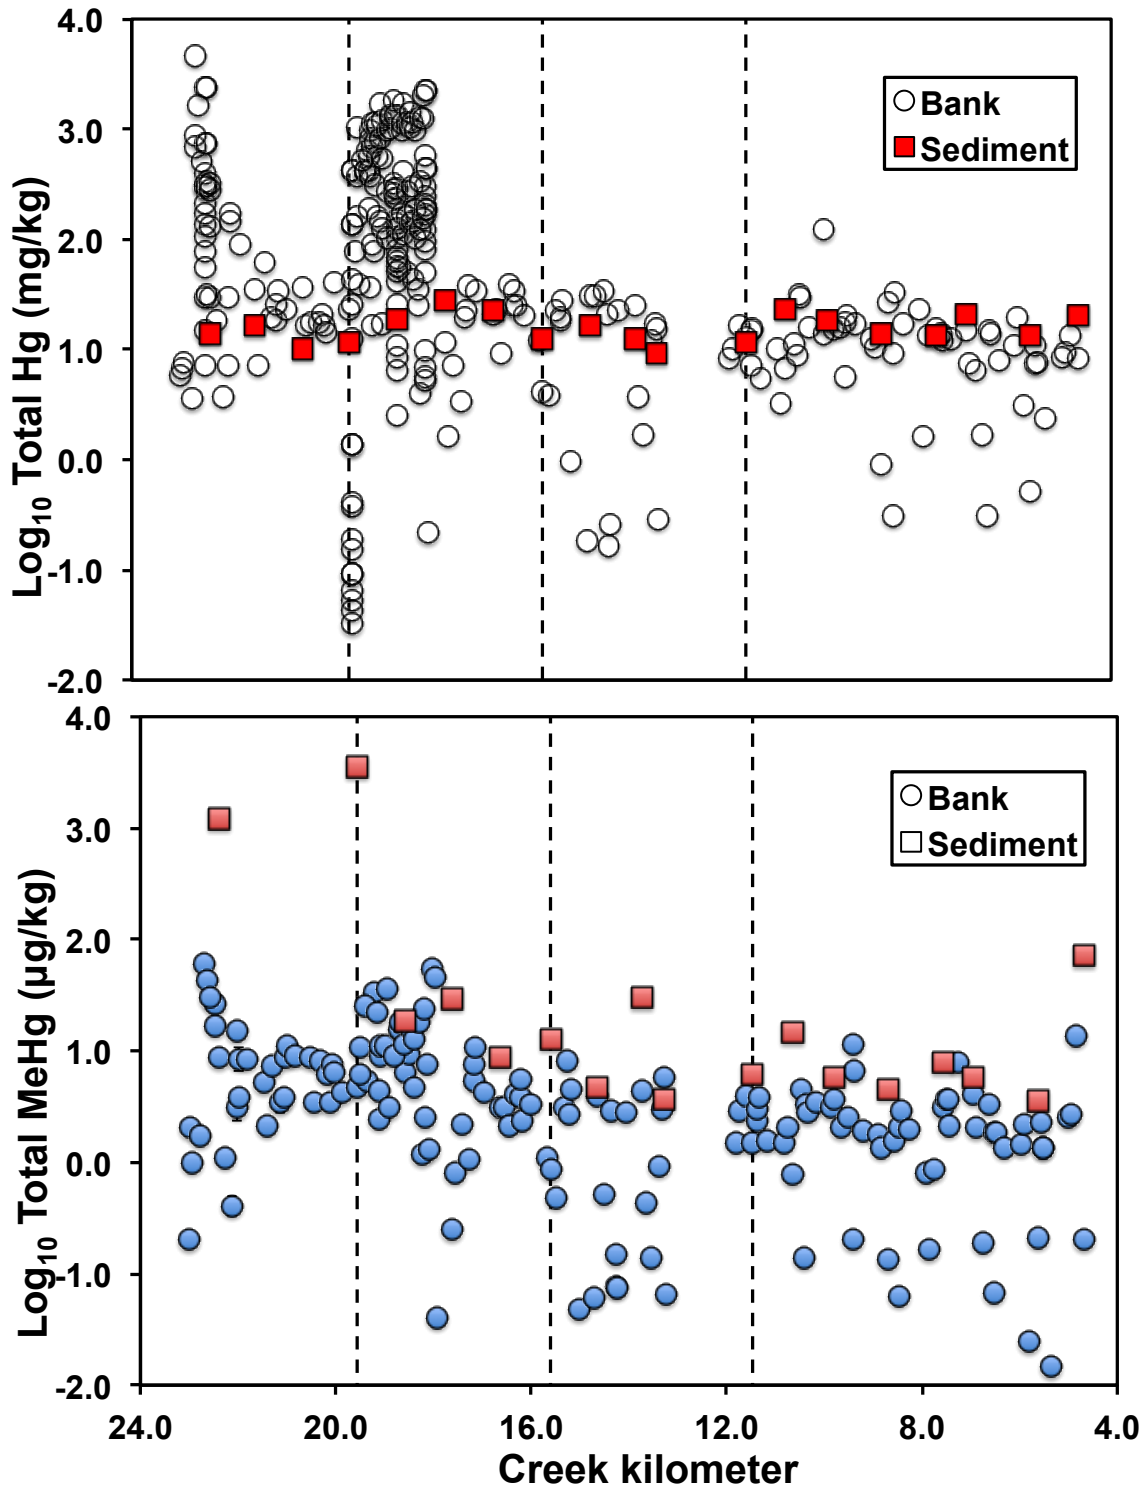 4.0
3.0
2.0
1.0
0.0
-1.0
-2.0
Log10 Total Hg (mg/kg)
Bank
Sediment
4.0
3.0
2.0
1.0
0.0
-1.0
-2.0
Log10 Total MeHg (µg/kg)
Bank
Sediment
24.0 20.0 16.0 12.0 8.0 4.0
Creek kilometer